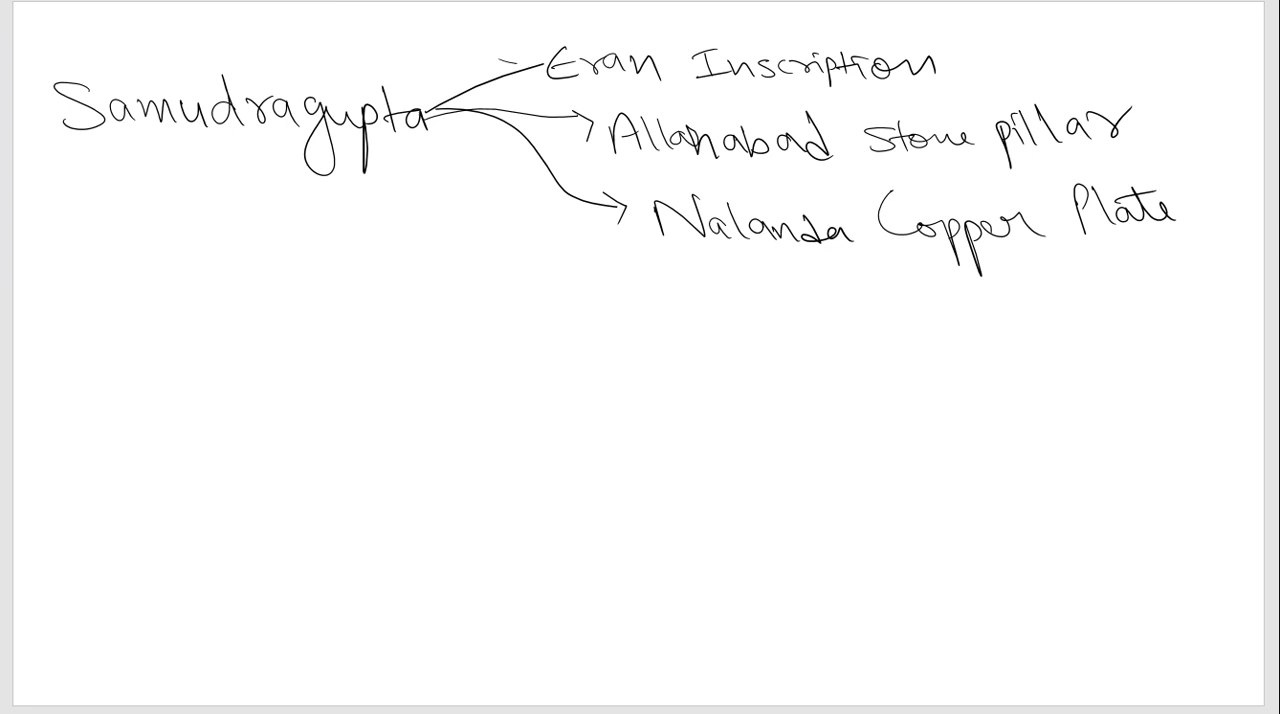 Samudragupta
Eran Inscription
Allahabad stone pillar
Nalanda Copper Plate